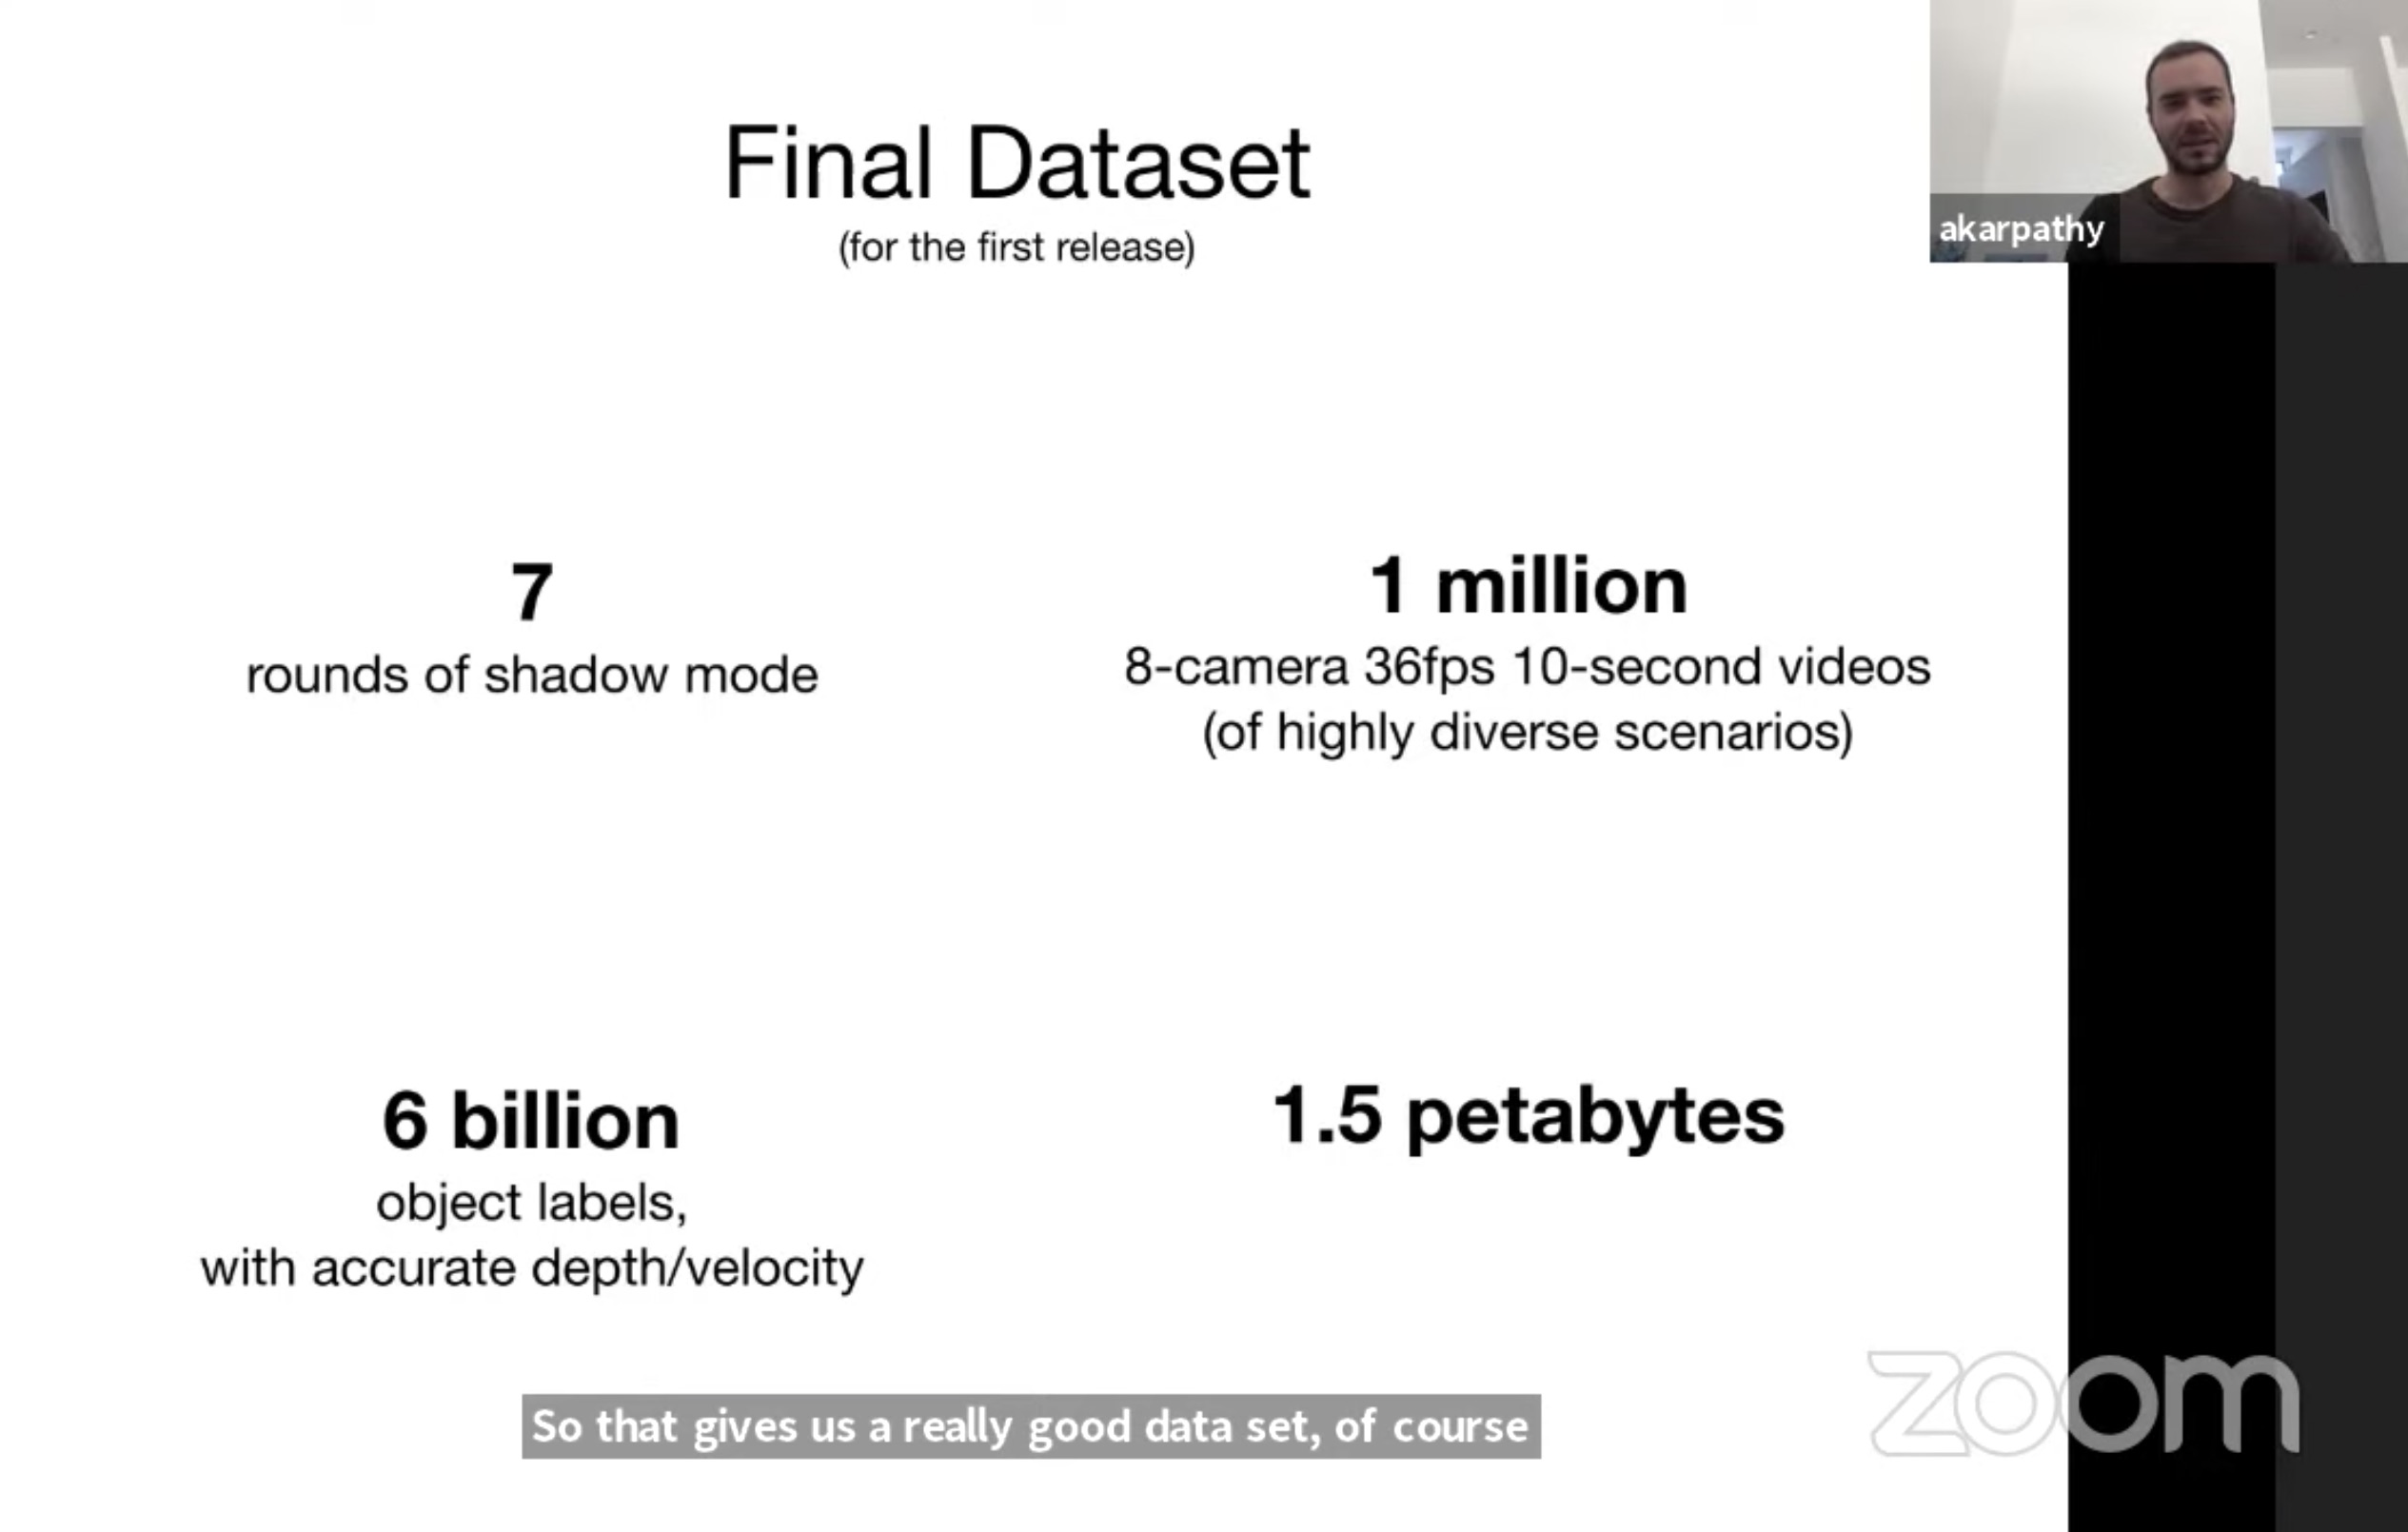 Final Dataset
(for the first release)
akarpathy
7
rounds of shadow mode
1 million
8-camera 36fps 10-second videos
(of highly diverse scenarios)
6 billion
object labels,
with accurate depth/velocity
1.5 petabytes
So that gives us a really good data set, of course
zoom